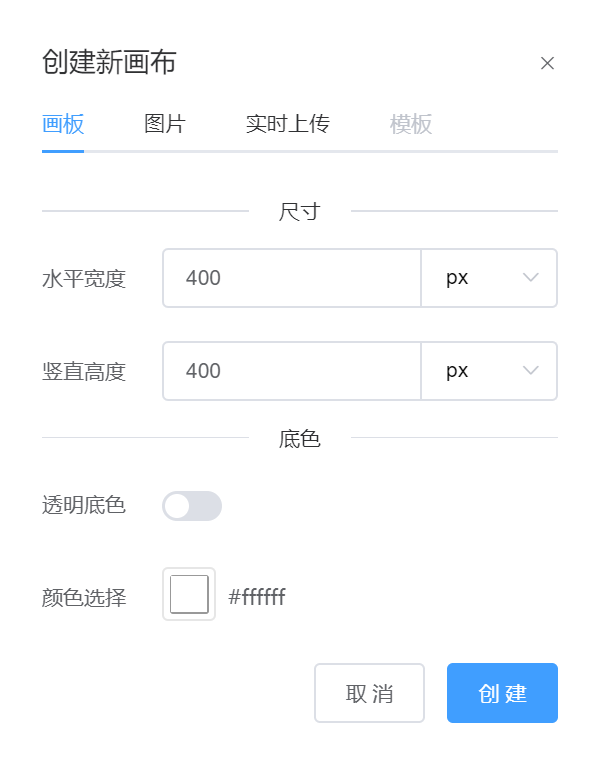 创建新画布
画板 图片 实时上传 模板
尺寸
水平宽度 400 px
竖直高度 400 px
底色
透明底色
颜色选择 #ffffff
取消 创建